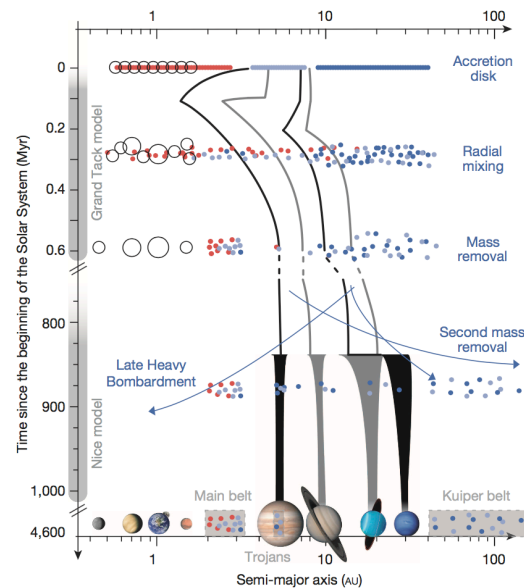 1 10 100
Accretion
disk
0
0.2
Radial
mixing
0.4
Mass
removal
0.6
Grand Tack model
Time since the beginning of the Solar System (Myr)
800
Second mass
removal
Late Heavy
Bombardment
900
Nice model
1,000
Main belt
Kuiper belt
4,600
Trojans
1 10 100
Semi-major axis (AU)